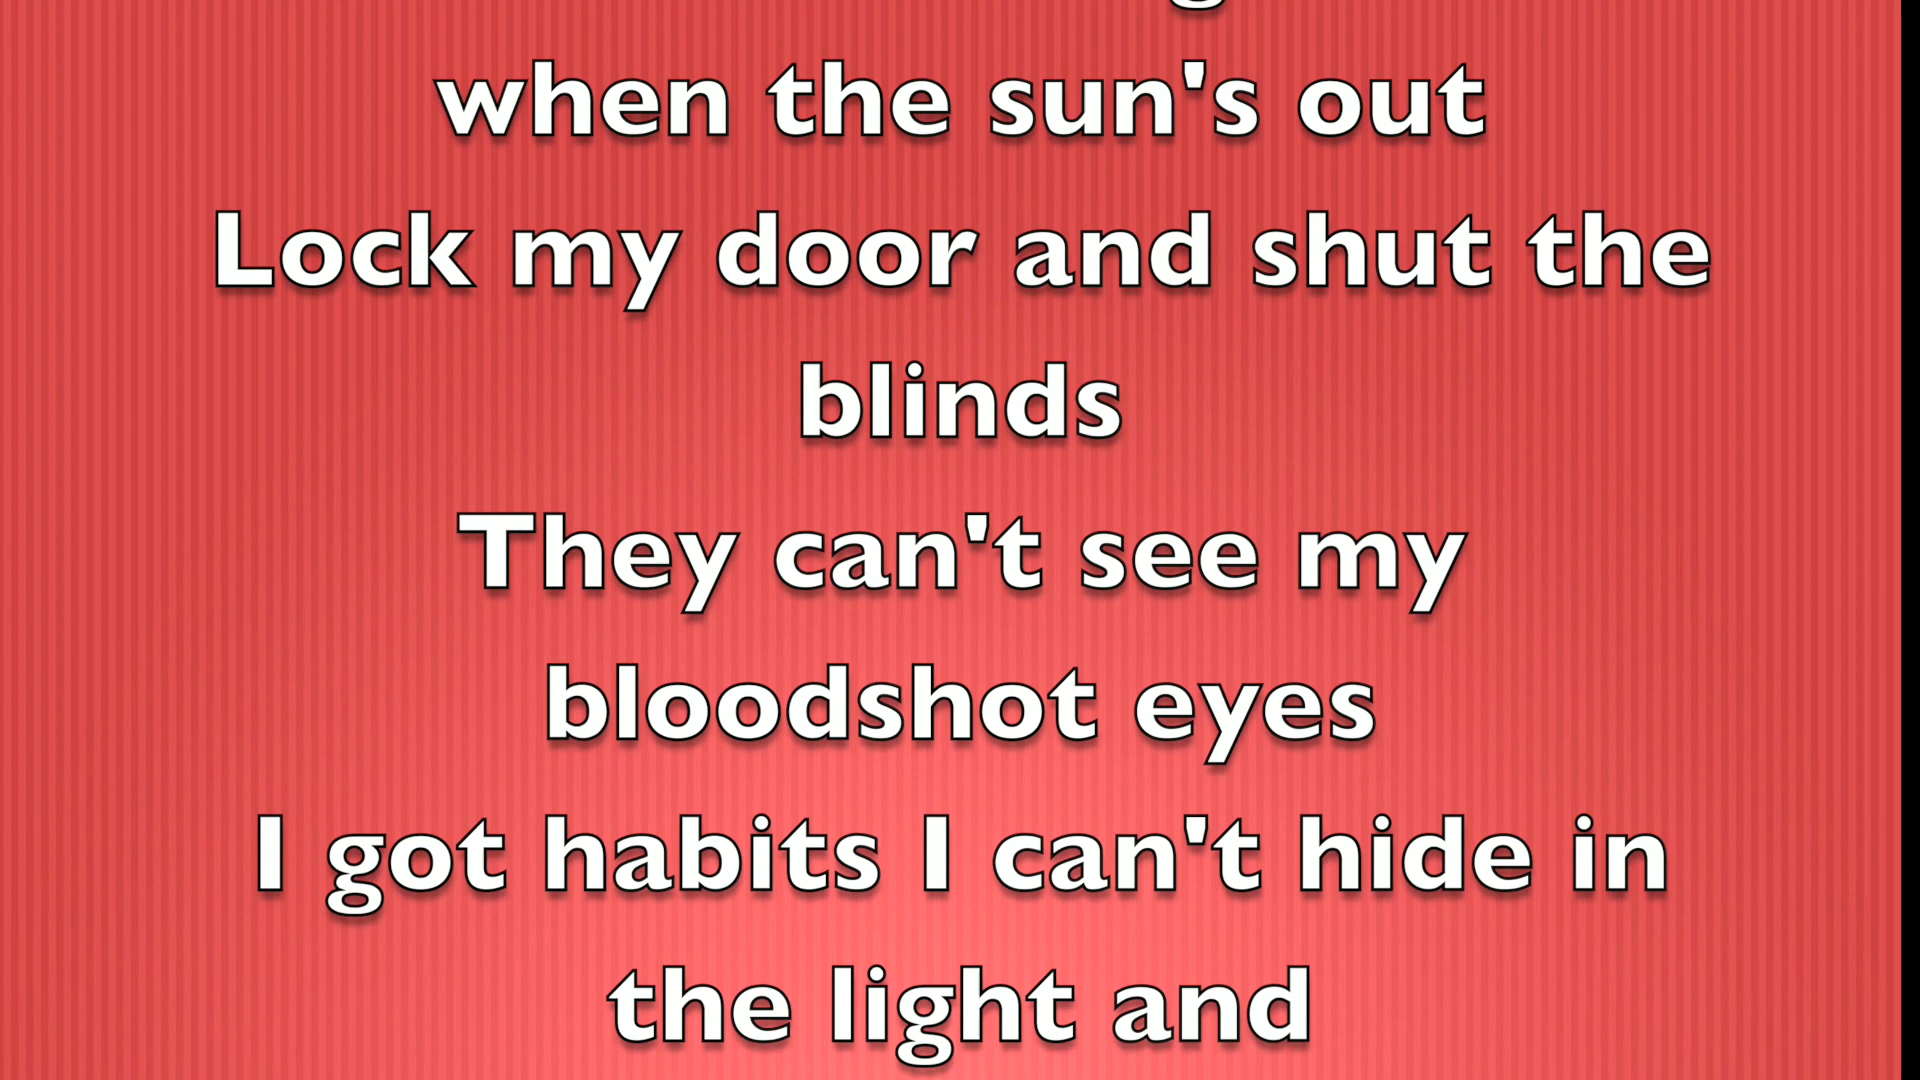 when the sun's out
Lock my door and shut the
blinds
They can't see my
bloodshot eyes
I got habits I can't hide in
the light and